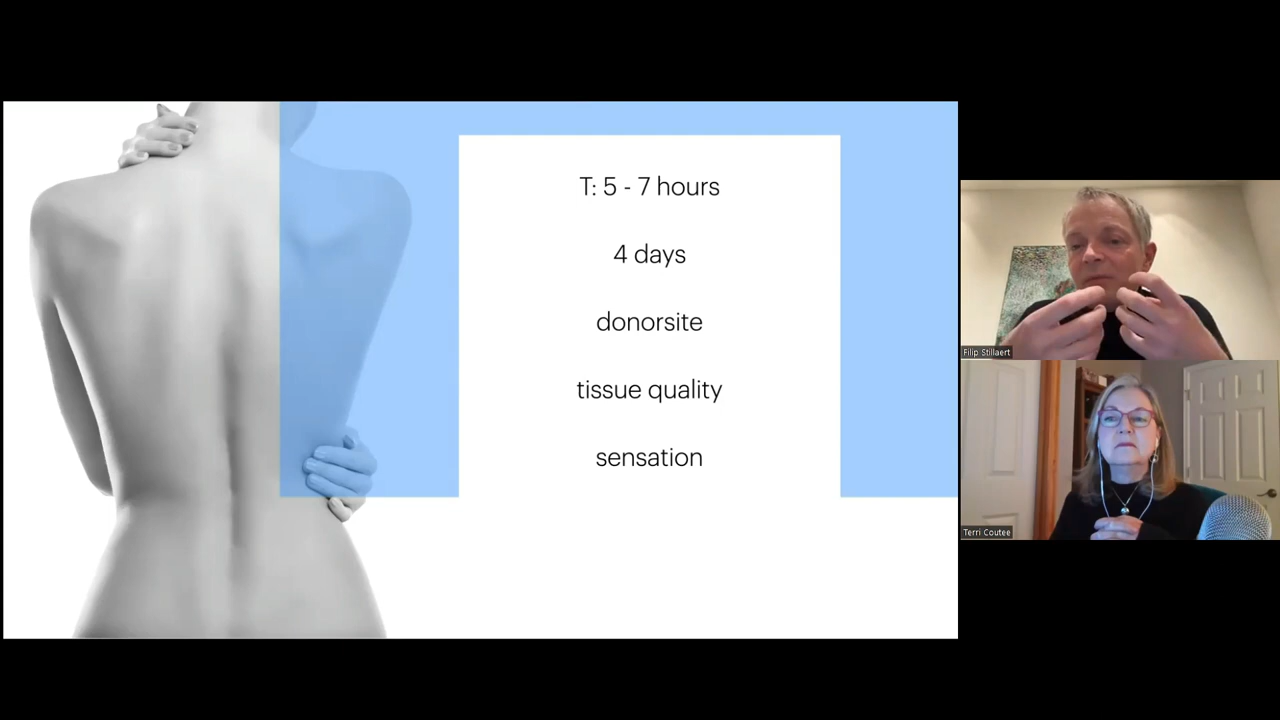 T: 5 - 7 hours
4 days
donorsite
tissue quality
sensation
Filip Stillaert
Terri Coutee